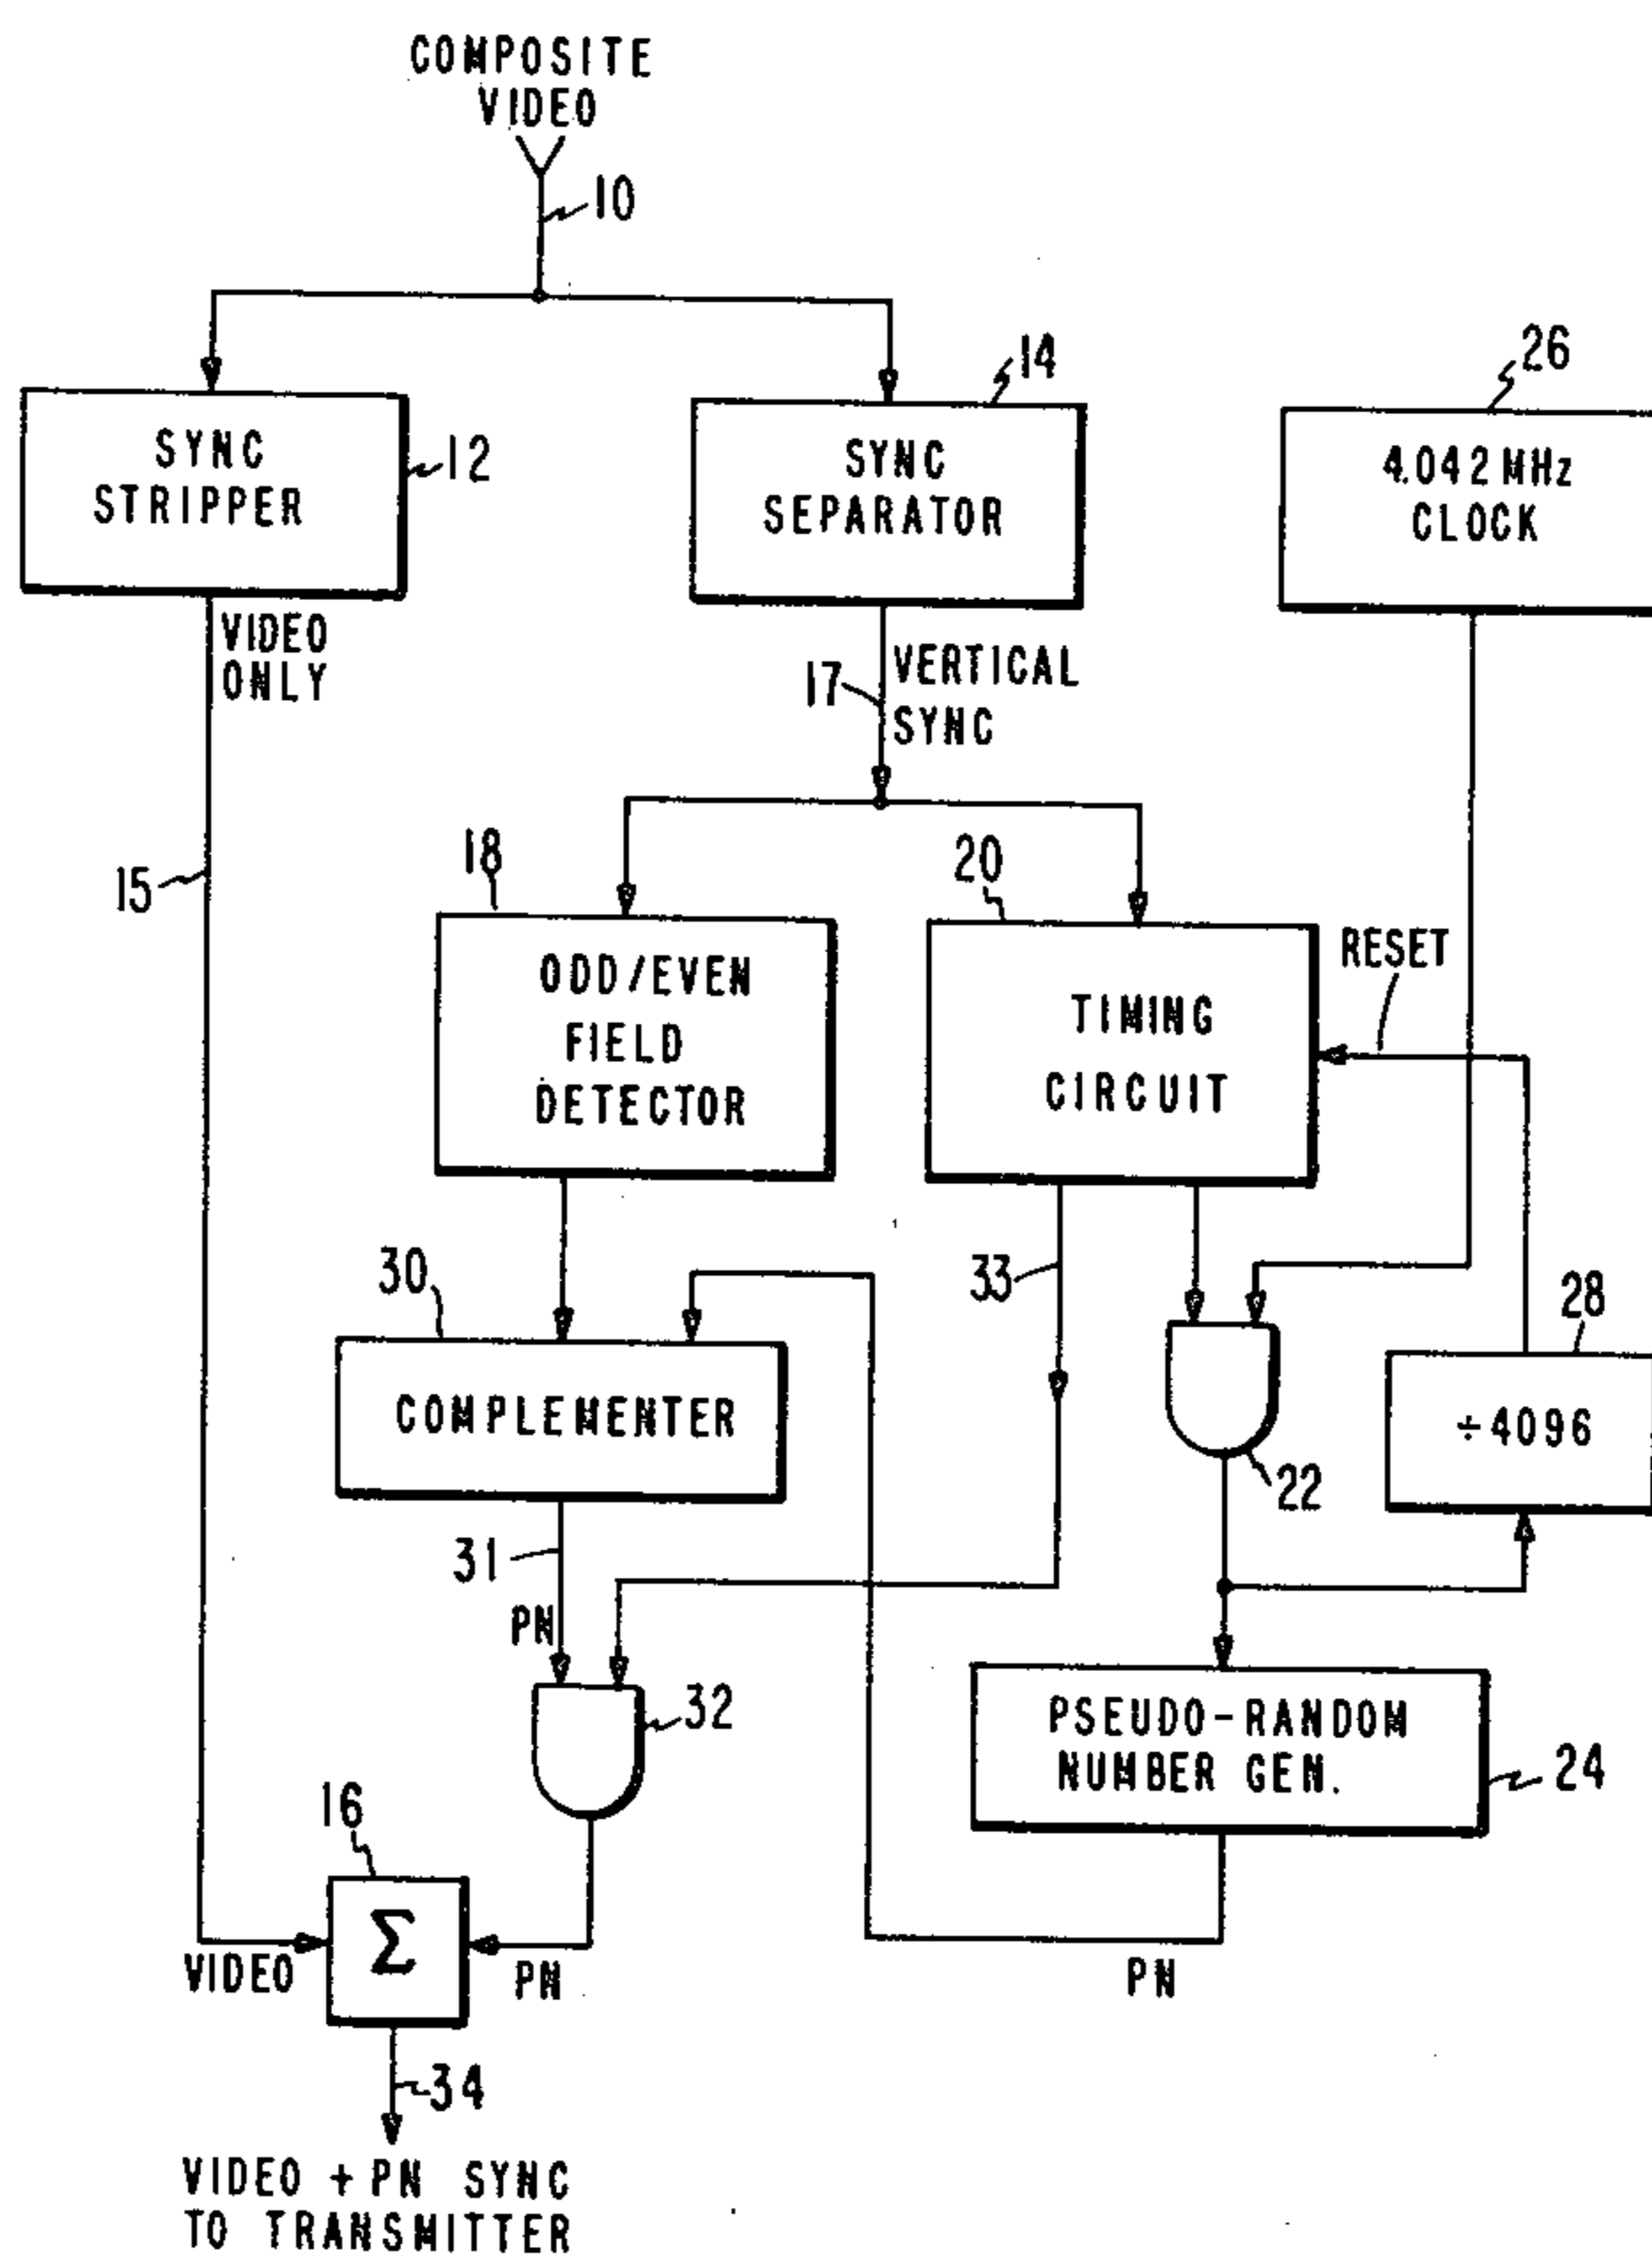 COMPOSITE
VIDEO
10
14
26
SYNC
STRIPPER
12
SYNC
SEPARATOR
4.042MHz
CLOCK
VIDEO
ONLY
17
VERTICAL
SYNC
15
18
20
RESET
ODD/EVEN
FIELD
DETECTOR
TIMING
CIRCUIT
30
33
28
COMPLEMENTER
÷4096
22
31
PN
32
PSEUDO-RANDOM
NUMBER GEN.
24
16
Σ
VIDEO
PN
PN
34
VIDEO + PN SYNC
TO TRANSMITTER